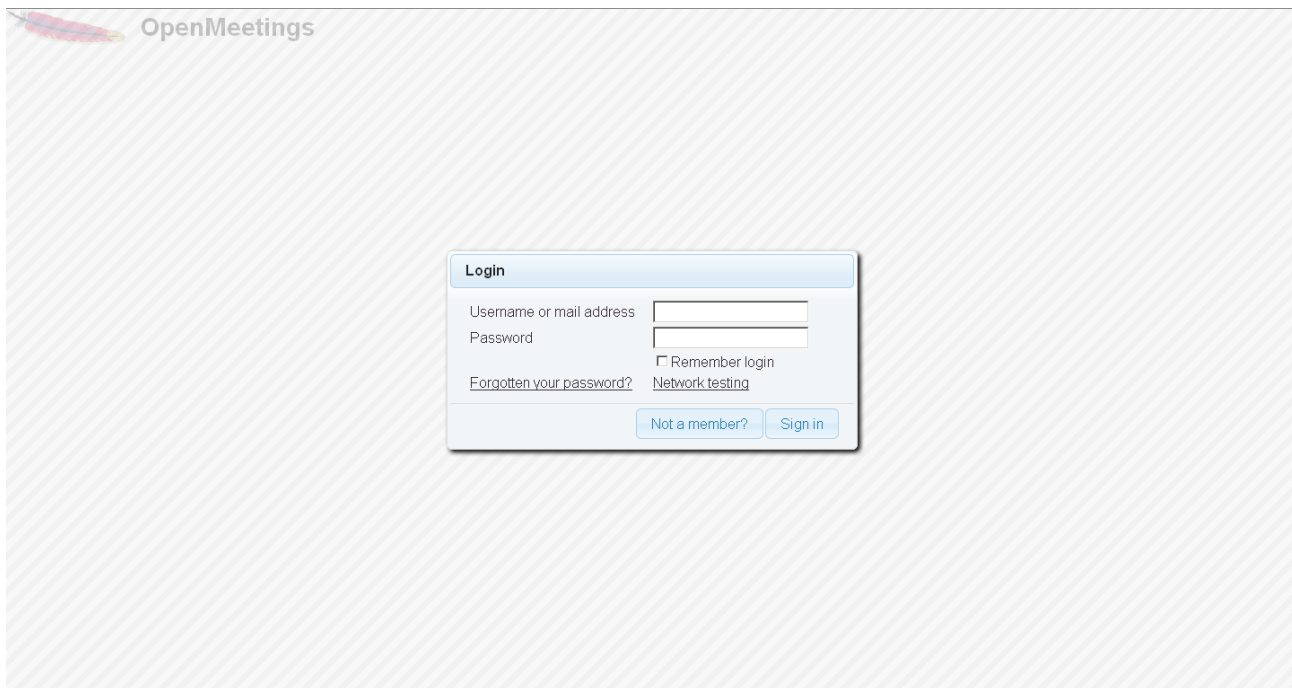 OpenMeetings
Login
Username or mail address
Password
Remember login
Forgotten your password? Network testing
Not a member? Sign in